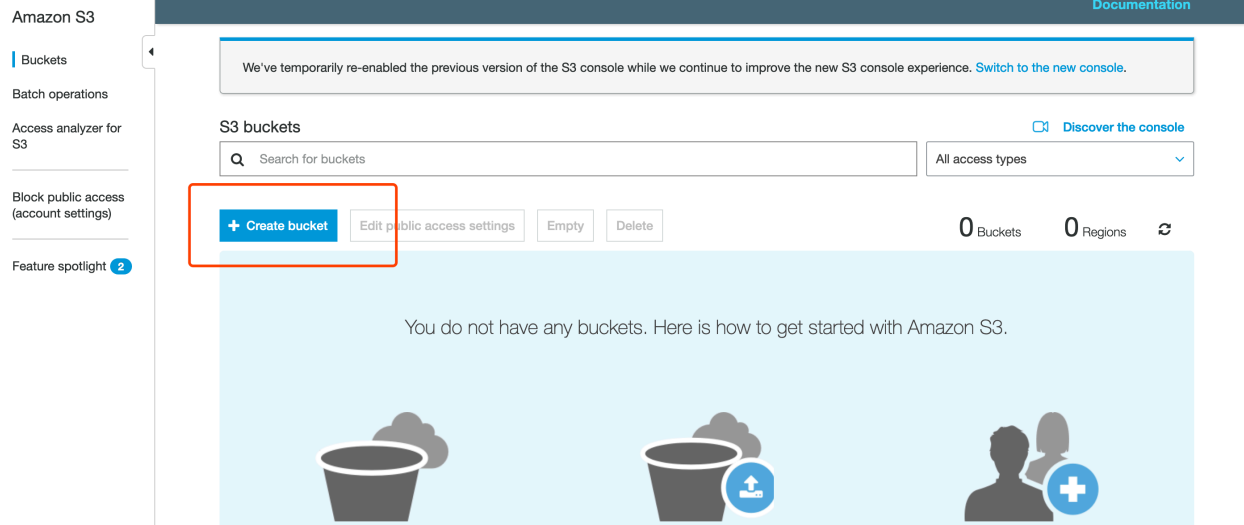 Amazon S3
Documentation
Buckets
Batch operations
Access analyzer for
S3
Block public access
(account settings)
Feature spotlight 2
We've temporarily re-enabled the previous version of the S3 console while we continue to improve the new S3 console experience. Switch to the new console.
S3 buckets
Discover the console
Search for buckets
All access types
+ Create bucket
Edit public access settings
Empty
Delete
0 Buckets
0 Regions
You do not have any buckets. Here is how to get started with Amazon S3.